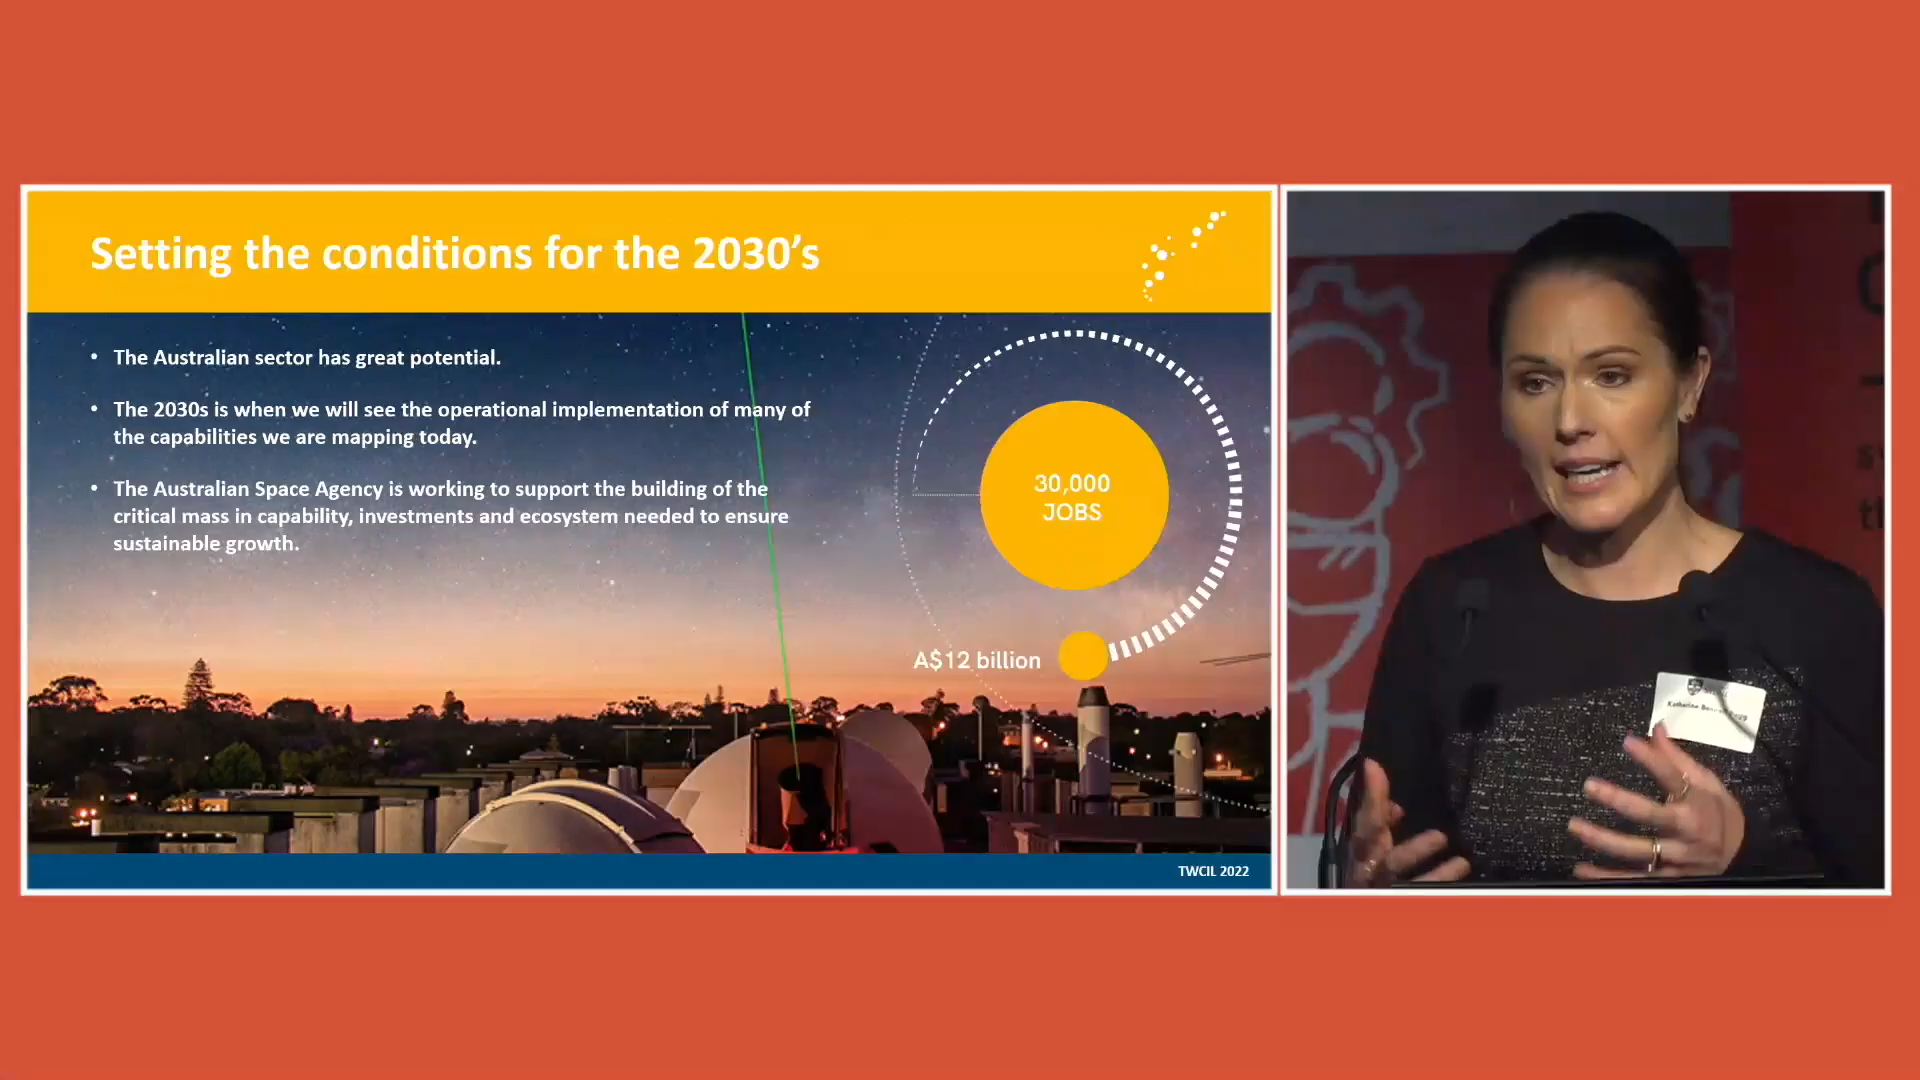 Setting the conditions for the 2030's
• The Australian sector has great potential.
• The 2030s is when we will see the operational implementation of many of
the capabilities we are mapping today.
• The Australian Space Agency is working to support the building of the
critical mass in capability, investments and ecosystem needed to ensure
sustainable growth.
30,000
JOBS
A$12 billion
TWCIL 2022
Katherine